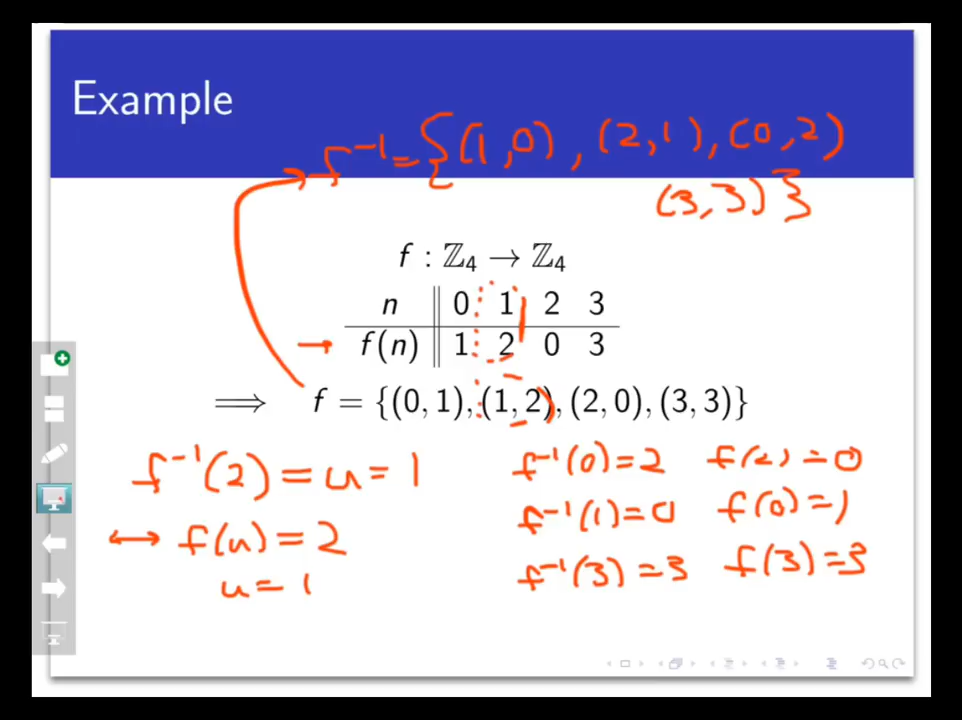 Example
f⁻¹={(1,0), (2,1), (0,2)
(3,3)}
f : ℤ₄ → ℤ₄
n 0 1 2 3
→ f(n) 1 2 0 3
⟹ f = {(0, 1), (1, 2), (2, 0), (3, 3)}
f⁻¹(2) = u = 1 f⁻¹(0)=2 f(2)=0
↔ f(u) = 2 f⁻¹(1)=0 f(0)=1
u = 1 f⁻¹(3)=3 f(3)=3